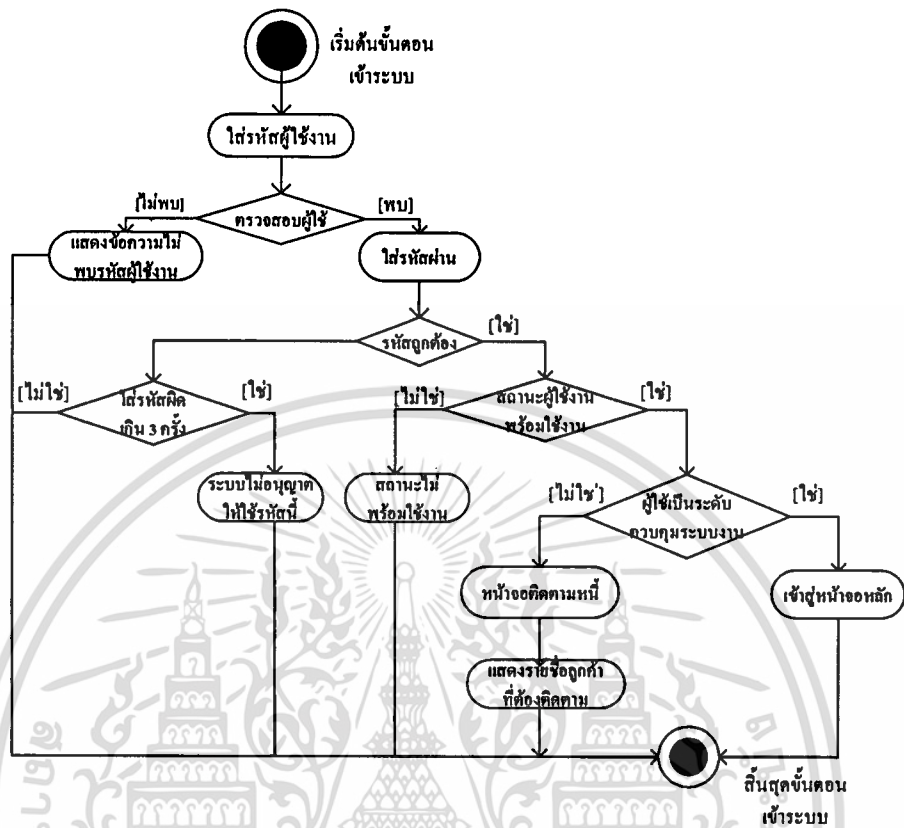 เริ่มต้นขั้นตอน
เข้าระบบ
ใส่รหัสผู้ใช้งาน
[ไม่พบ]
ตรวจสอบผู้ใช้
[พบ]
แสดงข้อความไม่
พบรหัสผู้ใช้งาน
ใส่รหัสผ่าน
รหัสถูกต้อง
[ใช่]
[ไม่ใช่]
ใส่รหัสผิด
เกิน 3 ครั้ง
[ใช่]
[ไม่ใช่]
สถานะผู้ใช้งาน
พร้อมใช้งาน
[ใช่]
ระบบไม่อนุญาต
ให้ใช้รหัสนี้
สถานะไม่
พร้อมใช้งาน
[ไม่ใช่]
ผู้ใช้เป็นระดับ
ควบคุมระบบงาน
[ใช่]
หน้าจอติดตามหนี้
เข้าสู่หน้าจอหลัก
แสดงรายชื่อลูกค้า
ที่ต้องติดตาม
สิ้นสุดขั้นตอน
เข้าระบบ